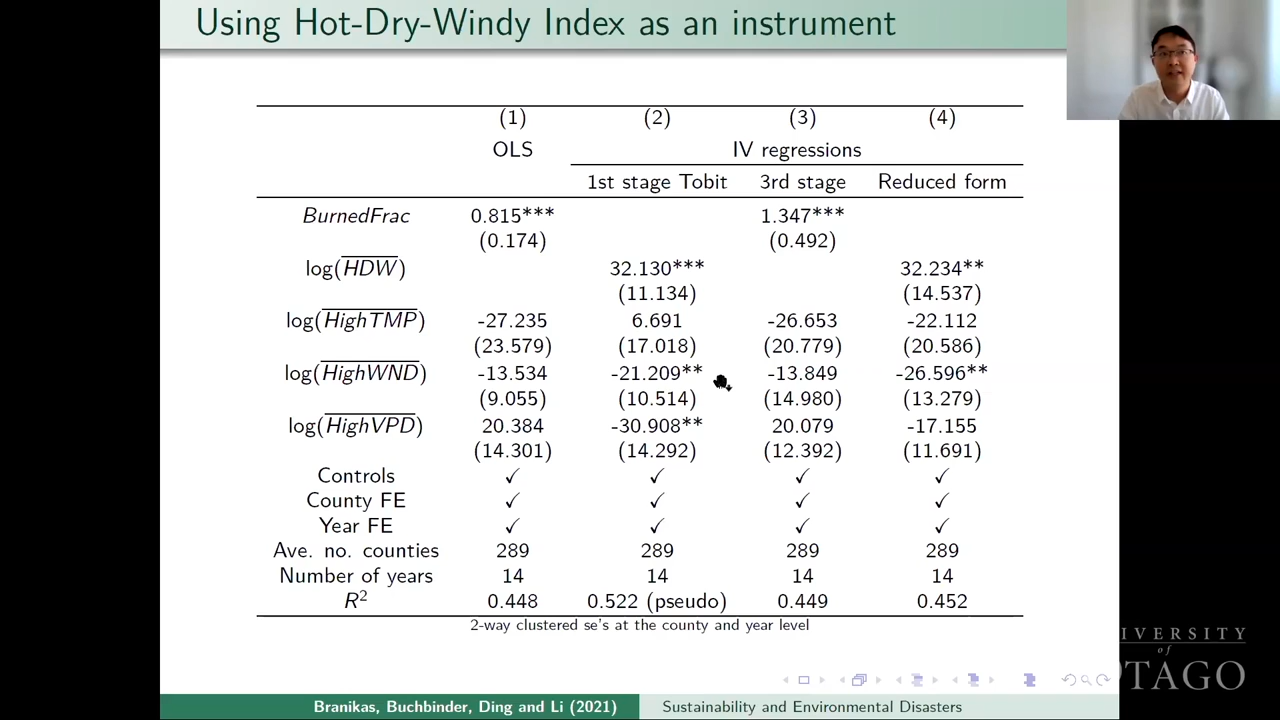 Using Hot-Dry-Windy Index as an instrument
(1) (2) (3) (4)
OLS IV regressions
1st stage Tobit 3rd stage Reduced form
BurnedFrac 0.815*** 1.347***
(0.174) (0.492)
log(HDW) 32.130*** 32.234**
(11.134) (14.537)
log(HighTMP) -27.235 6.691 -26.653 -22.112
(23.579) (17.018) (20.779) (20.586)
log(HighWND) -13.534 -21.209** -13.849 -26.596**
(9.055) (10.514) (14.980) (13.279)
log(HighVPD) 20.384 -30.908** 20.079 -17.155
(14.301) (14.292) (12.392) (11.691)
Controls ✓ ✓ ✓ ✓
County FE ✓ ✓ ✓ ✓
Year FE ✓ ✓ ✓ ✓
Ave. no. counties 289 289 289 289
Number of years 14 14 14 14
R² 0.448 0.522 (pseudo) 0.449 0.452
2-way clustered se's at the county and year level
IVERSITY
of
TAGO
Branikas, Buchbinder, Ding and Li (2021) Sustainability and Environmental Disasters